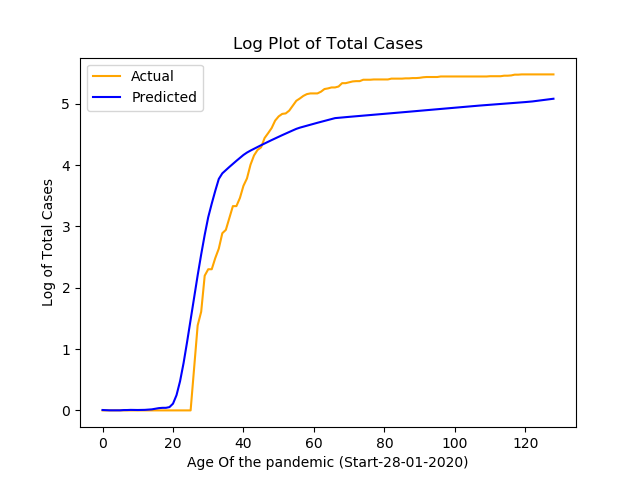 Log Plot of Total Cases
Actual
Predicted
Log of Total Cases
5
4
3
2
1
0
0 20 40 60 80 100 120
Age Of the pandemic (Start-28-01-2020)